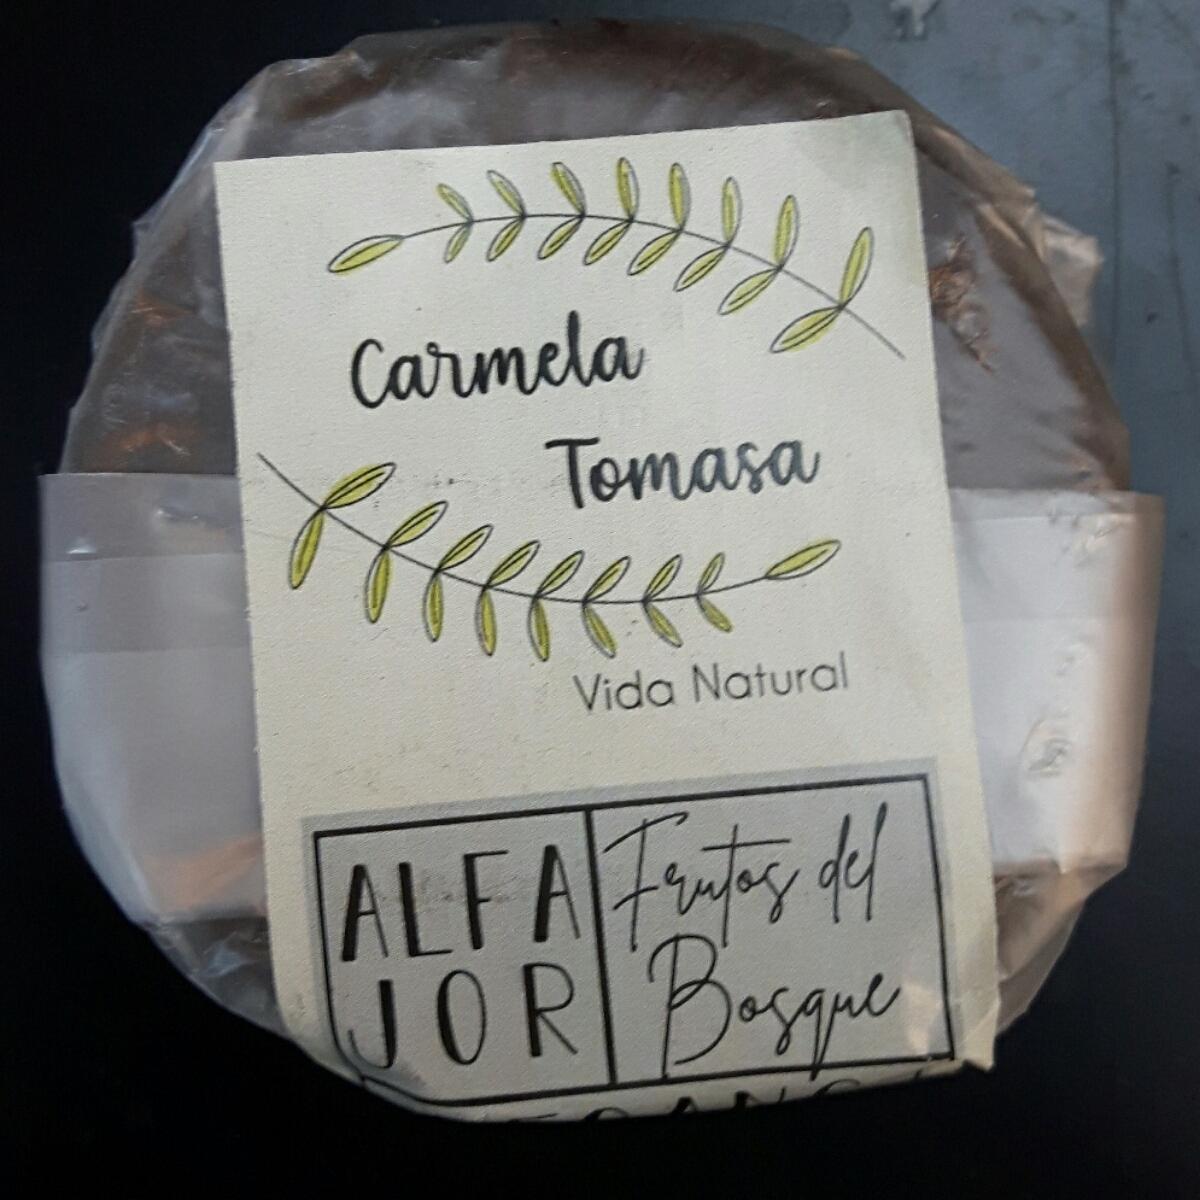 Carmela
Tomasa
Vida Natural
ALFA
JOR
Frutos del
Bosque